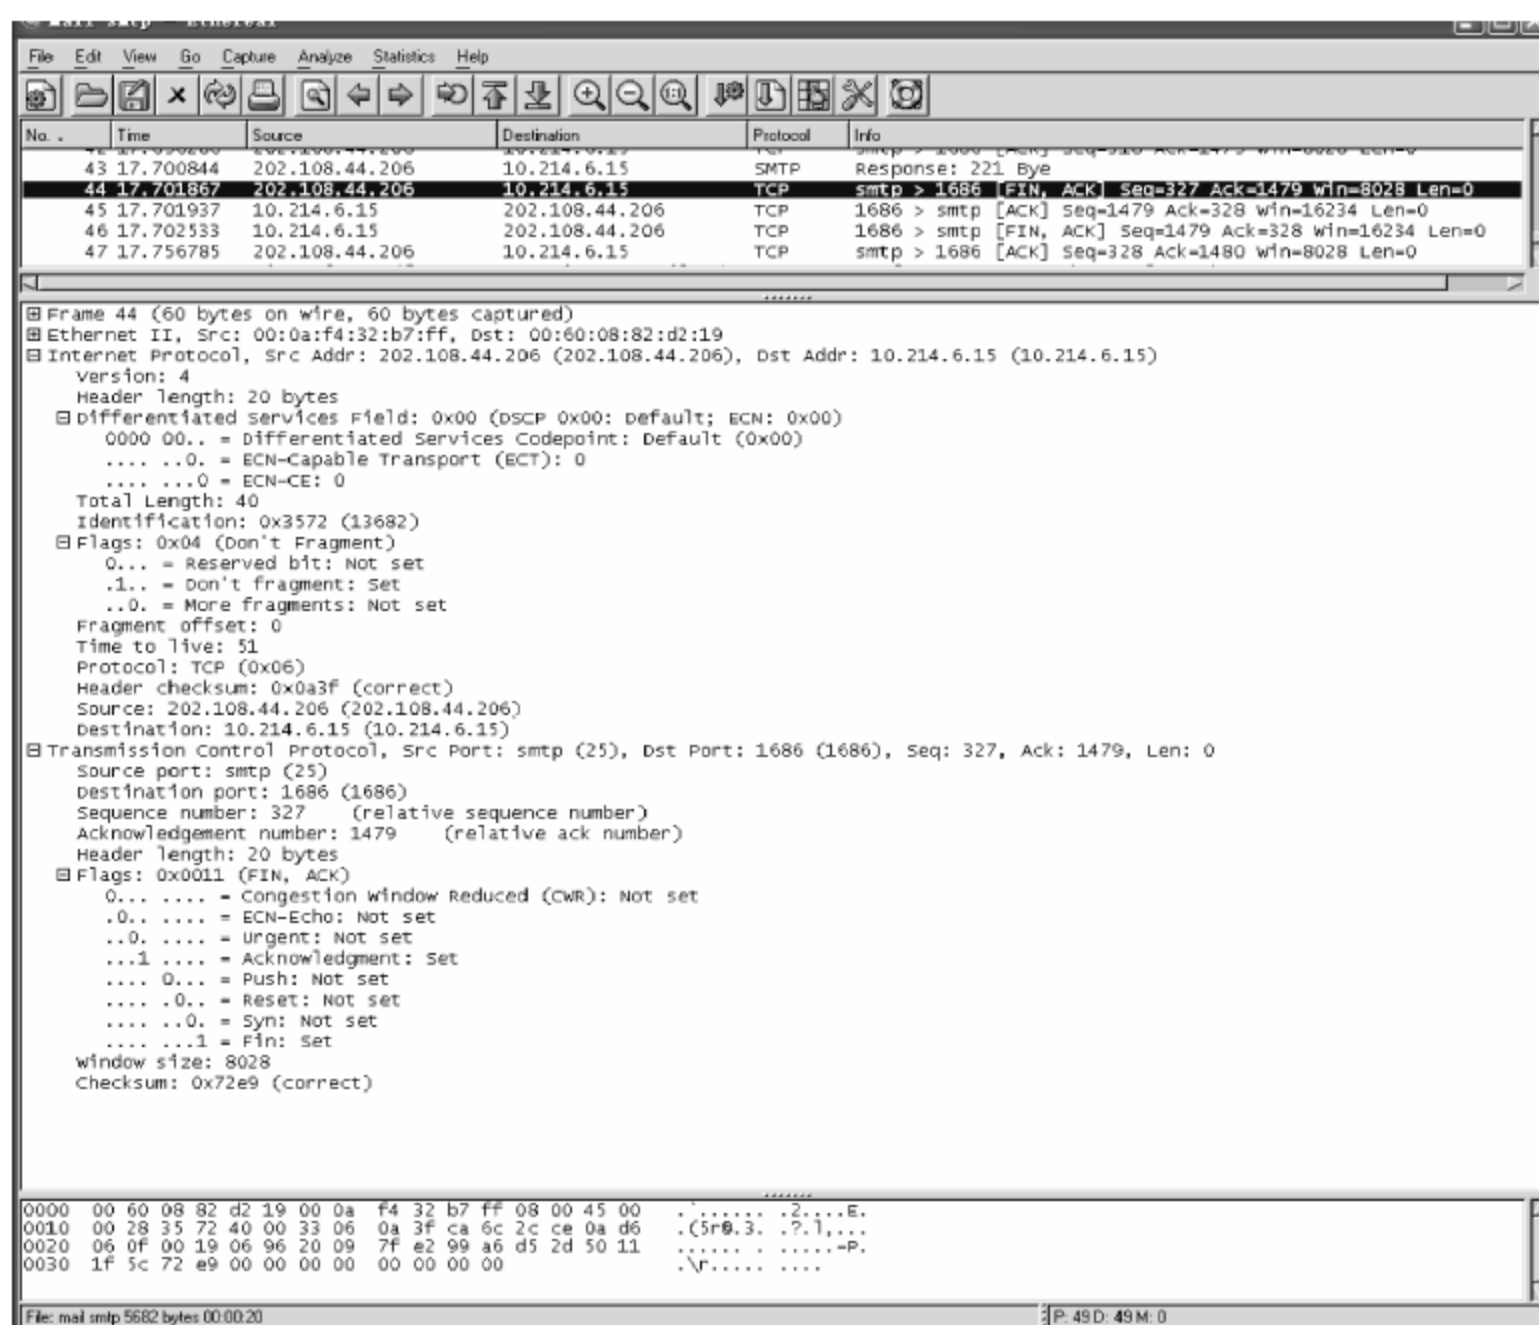 mail smtp - Ethereal
File Edit View Go Capture Analyze Statistics Help
No. . Time Source Destination Protocol Info
43 17.700844 202.108.44.206 10.214.6.15 SMTP Response: 221 Bye
44 17.701867 202.108.44.206 10.214.6.15 TCP smtp > 1686 [FIN, ACK] Seq=327 Ack=1479 Win=8028 Len=0
45 17.701937 10.214.6.15 202.108.44.206 TCP 1686 > smtp [ACK] Seq=1479 Ack=328 Win=16234 Len=0
46 17.702533 10.214.6.15 202.108.44.206 TCP 1686 > smtp [FIN, ACK] Seq=1479 Ack=328 Win=16234 Len=0
47 17.756785 202.108.44.206 10.214.6.15 TCP smtp > 1686 [ACK] Seq=328 Ack=1480 Win=8028 Len=0
Frame 44 (60 bytes on wire, 60 bytes captured)
Ethernet II, Src: 00:0a:f4:32:b7:ff, Dst: 00:60:08:82:d2:19
Internet Protocol, Src Addr: 202.108.44.206 (202.108.44.206), Dst Addr: 10.214.6.15 (10.214.6.15)
Version: 4
Header length: 20 bytes
Differentiated Services Field: 0x00 (DSCP 0x00: Default; ECN: 0x00)
0000 00.. = Differentiated Services Codepoint: Default (0x00)
.... ..0. = ECN-Capable Transport (ECT): 0
.... ...0 = ECN-CE: 0
Total Length: 40
Identification: 0x3572 (13682)
Flags: 0x04 (Don't Fragment)
0... = Reserved bit: Not set
.1.. = Don't fragment: Set
..0. = More fragments: Not set
Fragment offset: 0
Time to live: 51
Protocol: TCP (0x06)
Header checksum: 0x0a3f (correct)
Source: 202.108.44.206 (202.108.44.206)
Destination: 10.214.6.15 (10.214.6.15)
Transmission Control Protocol, Src Port: smtp (25), Dst Port: 1686 (1686), Seq: 327, Ack: 1479, Len: 0
Source port: smtp (25)
Destination port: 1686 (1686)
Sequence number: 327 (relative sequence number)
Acknowledgement number: 1479 (relative ack number)
Header length: 20 bytes
Flags: 0x0011 (FIN, ACK)
0... .... = Congestion Window Reduced (CWR): Not set
.0.. .... = ECN-Echo: Not set
..0. .... = Urgent: Not set
...1 .... = Acknowledgment: Set
.... 0... = Push: Not set
.... .0.. = Reset: Not set
.... ..0. = Syn: Not set
.... ...1 = Fin: Set
Window size: 8028
Checksum: 0x72e9 (correct)
0000 00 60 08 82 d2 19 00 0a f4 32 b7 ff 08 00 45 00 .`...... .2....E.
0010 00 28 35 72 40 00 33 06 0a 3f ca 6c 2c ce 0a d6 .(5r@.3. .?.l,...
0020 06 0f 00 19 06 96 20 09 7f e2 99 a6 d5 2d 50 11 ...... . .....-P.
0030 1f 5c 72 e9 00 00 00 00 00 00 00 00 .\r..... ....
File: mail smtp 5682 bytes 00:00:20 P: 49 D: 49 M: 0